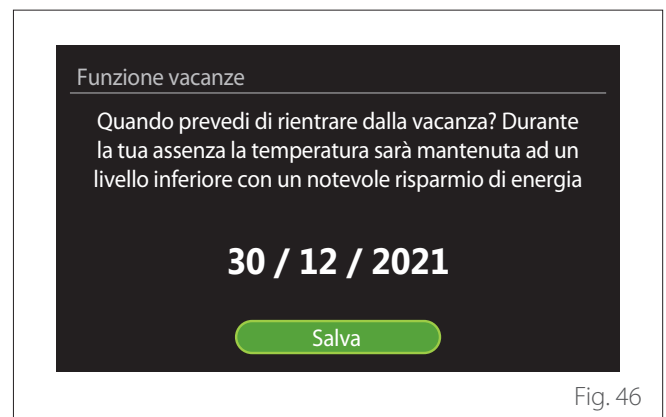 Funzione vacanze
Quando prevedi di rientrare dalla vacanza? Durante
la tua assenza la temperatura sarà mantenuta ad un
livello inferiore con un notevole risparmio di energia
30 / 12 / 2021
Salva
Fig. 46